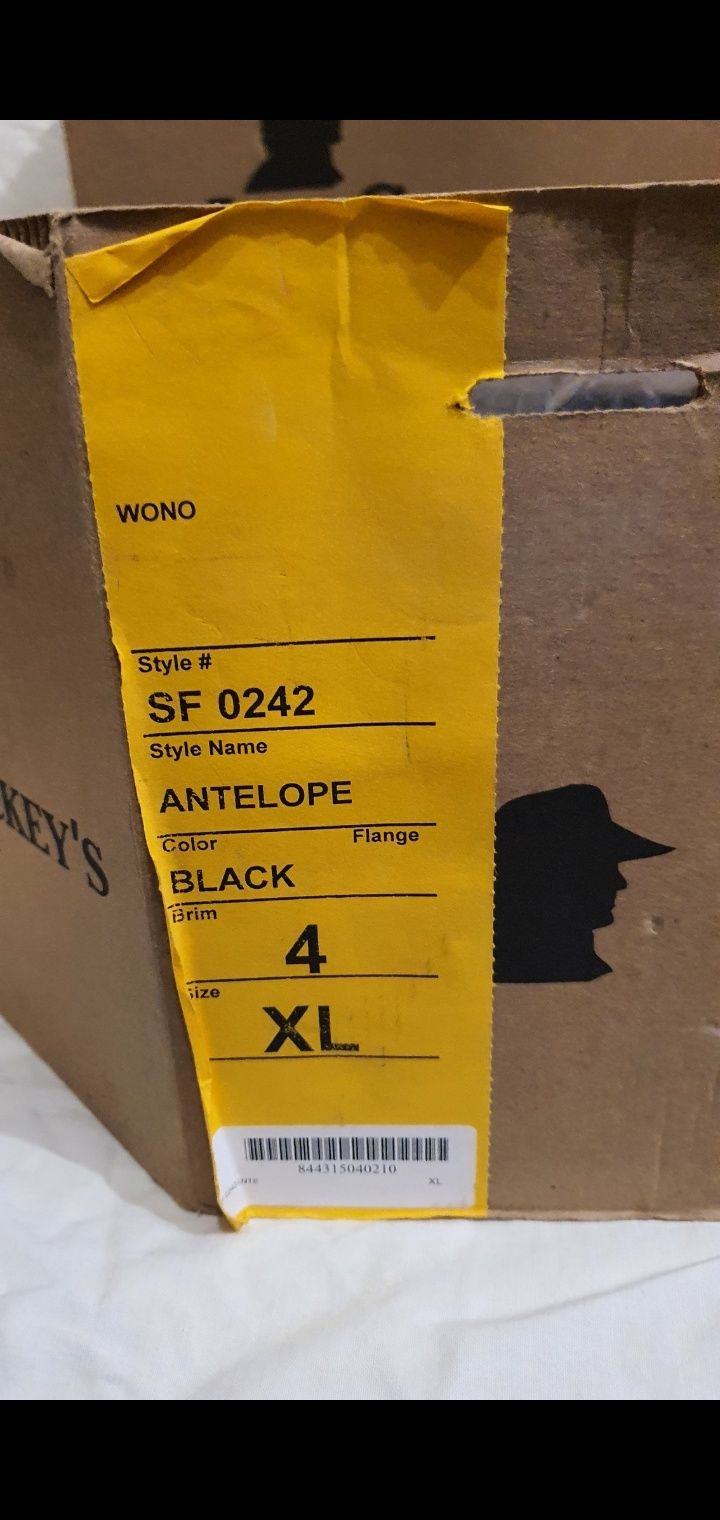 WONO
Style #
SF 0242
Style Name
ANTELOPE
Color Flange
BLACK
Brim
4
Size
XL
844315040210
XL
KEY'S